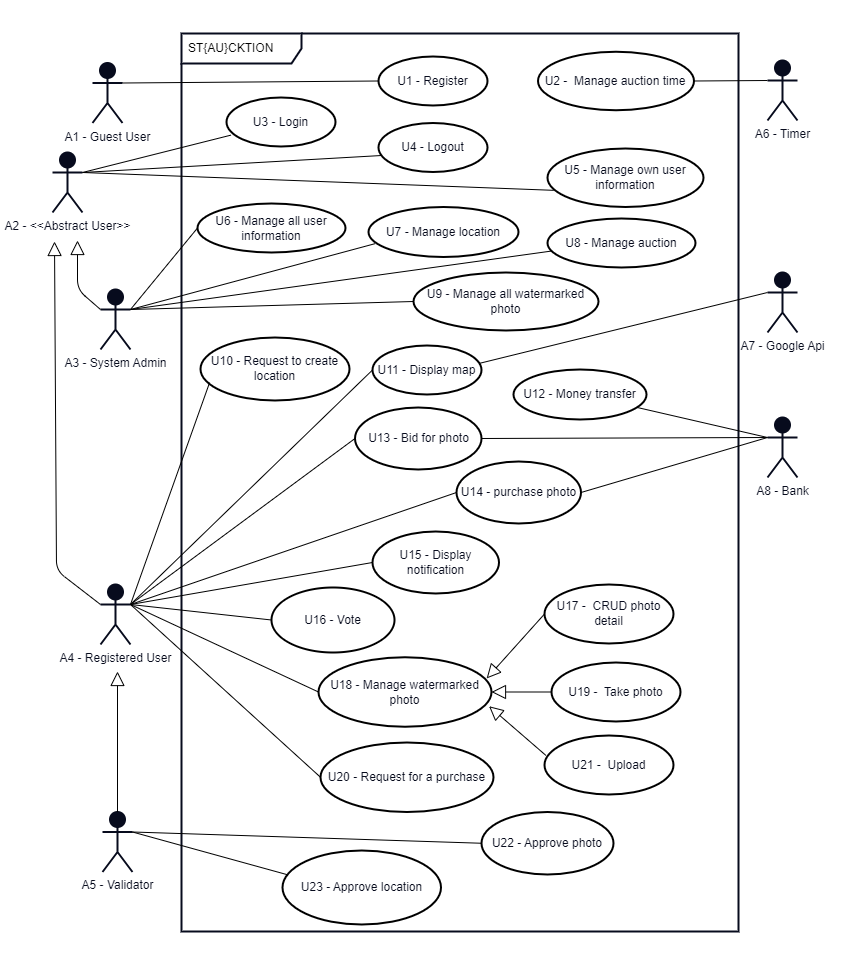 ST{AU}CKTION
U1 - Register
U2 -  Manage auction time
A1 - Guest User
A6 - Timer
U3 - Login
U4 - Logout
U5 - Manage own user
information
A2 - <<Abstract User>>
U6 - Manage all user
information
U7 - Manage location
U8 - Manage auction
U9 - Manage all watermarked
photo
A3 - System Admin
A7 - Google Api
U10 - Request to create
location
U11 - Display map
U12 - Money transfer
U13 - Bid for photo
A8 - Bank
U14 - purchase photo
U15 - Display
notification
U16 - Vote
U17 -  CRUD photo
detail
A4 - Registered User
U18 - Manage watermarked
photo
U19 -  Take photo
U20 - Request for a purchase
U21 -  Upload
U22 - Approve photo
A5 - Validator
U23 - Approve location